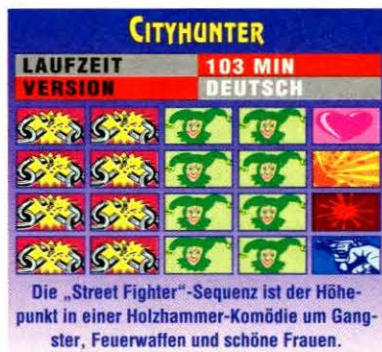 CITYHUNTER
LAUFZEIT 103 MIN
VERSION DEUTSCH
Die „Street Fighter“-Sequenz ist der Höhe-
punkt in einer Holzhammer-Komödie um Gang-
ster, Feuerwaffen und schöne Frauen.